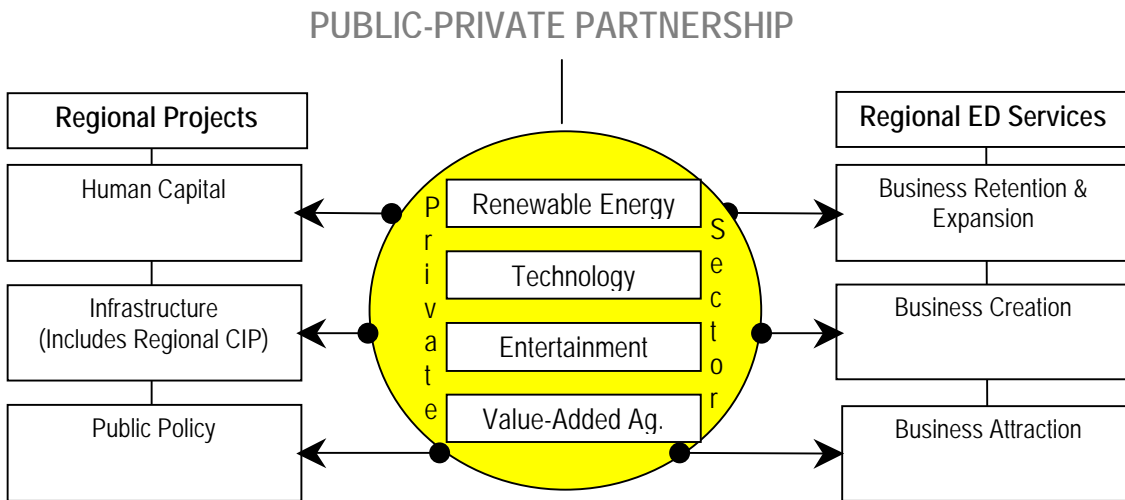 PUBLIC-PRIVATE PARTNERSHIP
Regional Projects
Human Capital
Infrastructure
(Includes Regional CIP)
Public Policy
Private
Renewable Energy
Technology
Entertainment
Value-Added Ag.
Sector
Regional ED Services
Business Retention &
Expansion
Business Creation
Business Attraction